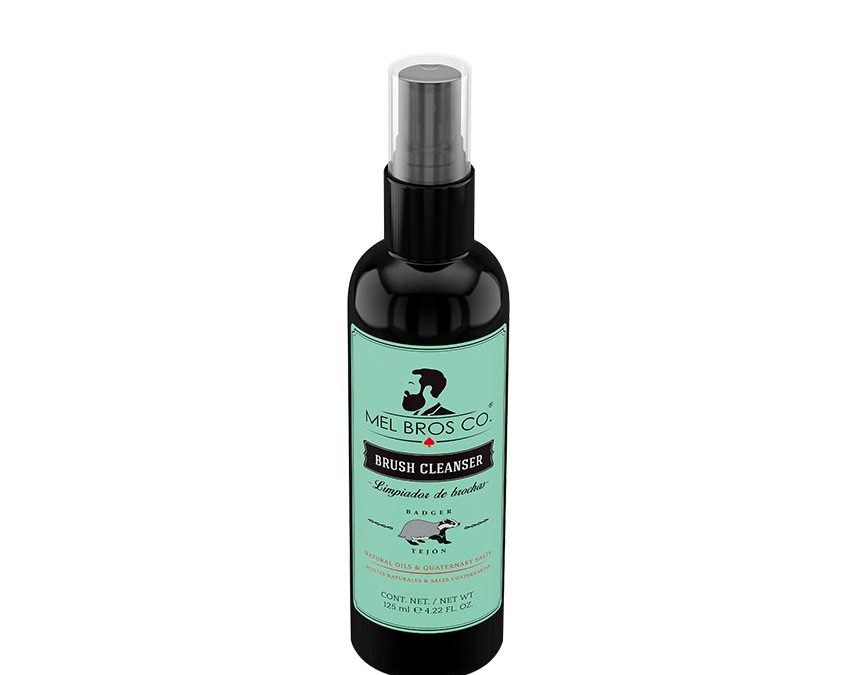 MEL BROS CO.®
BRUSH CLEANSER
-Limpiador de brochas-
BADGER
TEJÓN
NATURAL OILS & QUATERNARY SALTS
ACEITES NATURALES & SALES CUATERNARIAS
CONT. NET. / NET WT
125 ml ℮ 4.22 FL. OZ.